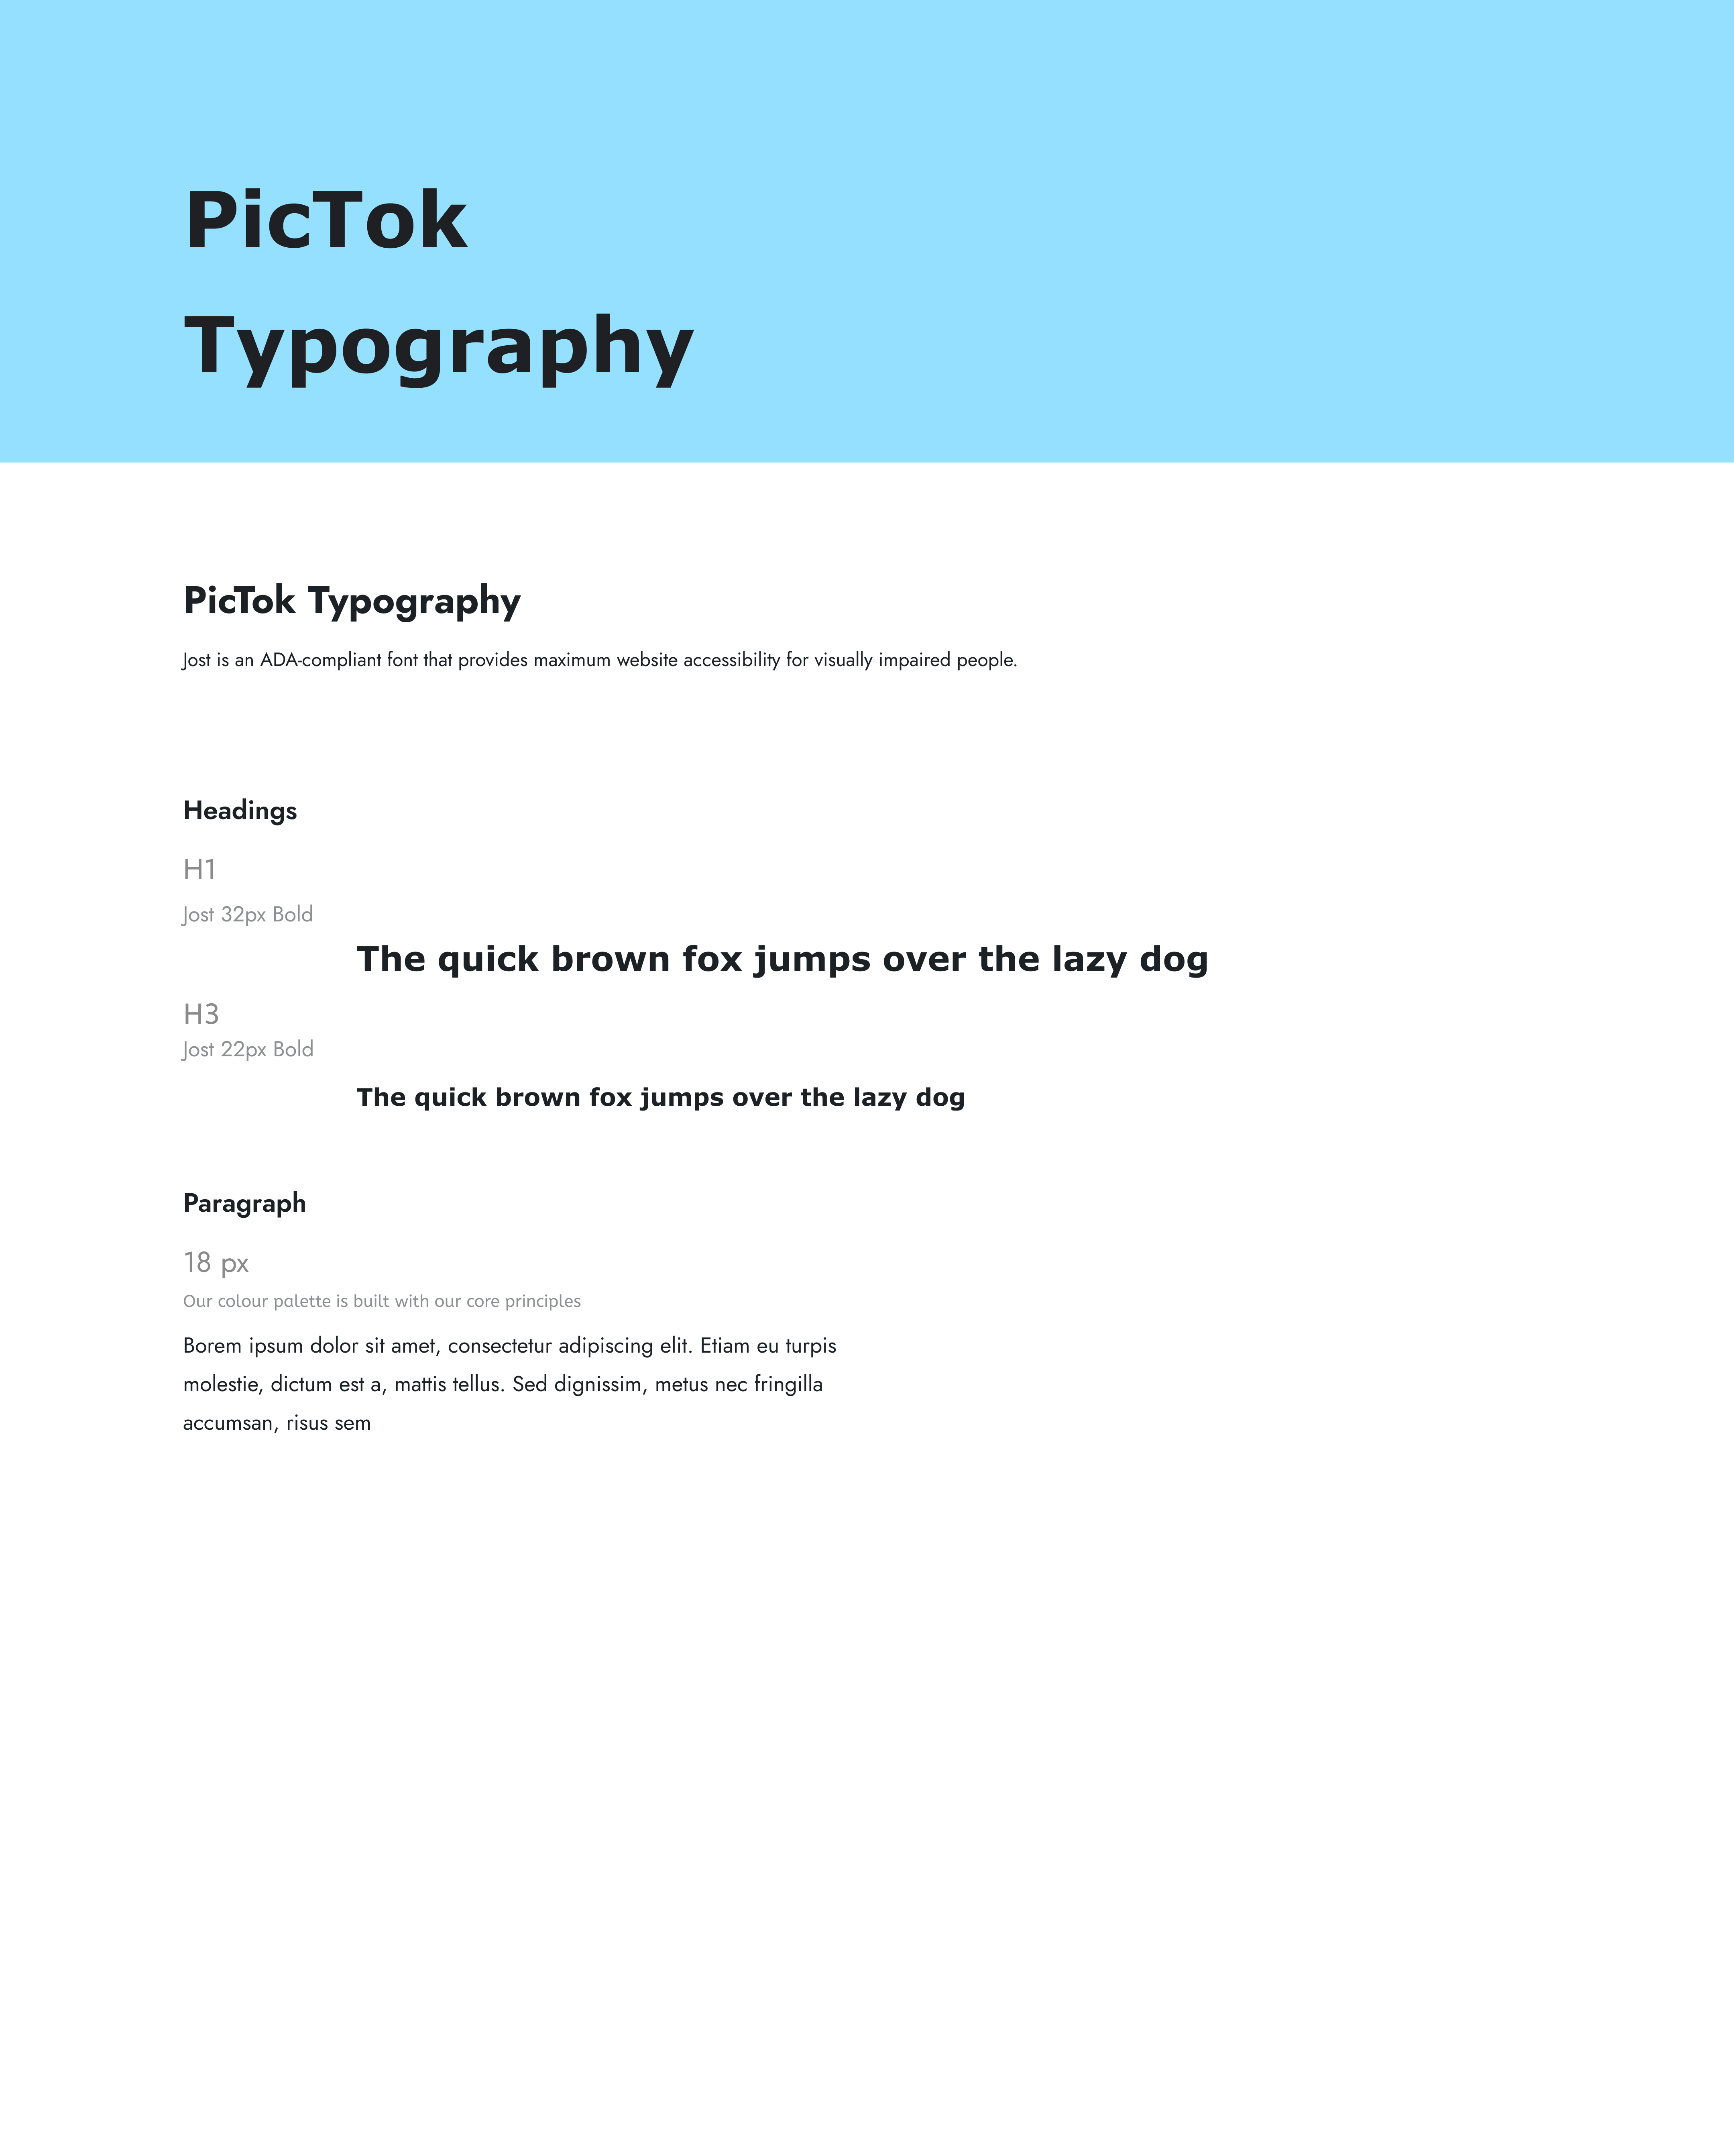 PicTok
Typography
PicTok Typography
Jost is an ADA-compliant font that provides maximum website accessibility for visually impaired people.
Headings
H1
Jost 32px Bold
The quick brown fox jumps over the lazy dog
H3
Jost 22px Bold
The quick brown fox jumps over the lazy dog
Paragraph
18 px
Our colour palette is built with our core principles
Borem ipsum dolor sit amet, consectetur adipiscing elit. Etiam eu turpis
molestie, dictum est a, mattis tellus. Sed dignissim, metus nec fringilla
accumsan, risus sem